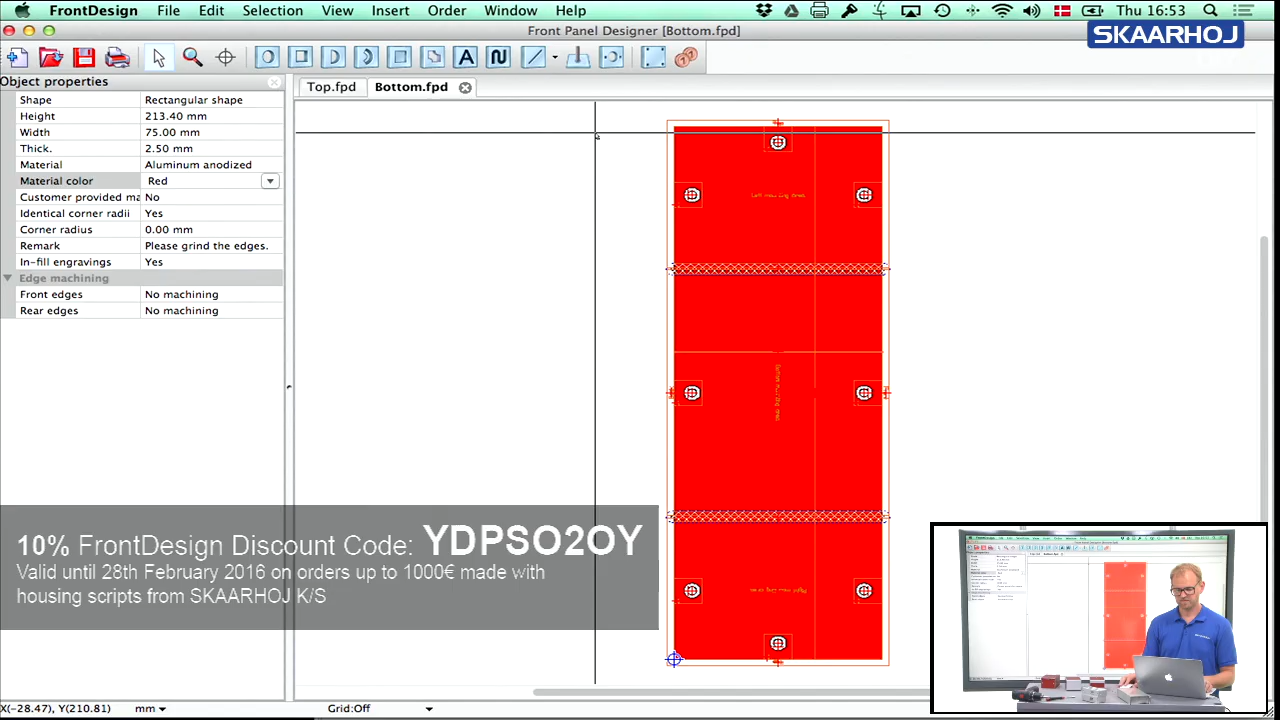 FrontDesign File Edit Selection View Insert Order Window Help Thu 16:53
Front Panel Designer [Bottom.fpd]
SKAARHOJ
Object properties
Top.fpd Bottom.fpd
Shape Rectangular shape
Height 213.40 mm
Width 75.00 mm
Thick. 2.50 mm
Material Aluminum anodized
Material color Red
Customer provided ma No
Identical corner radii Yes
Corner radius 0.00 mm
Remark Please grind the edges.
In-fill engravings Yes
Edge machining
Front edges No machining
Rear edges No machining
10% FrontDesign Discount Code: YDPSO2OY
Valid until 28th February 2016 on orders up to 1000€ made with
housing scripts from SKAARHOJ K/S
X(-28.47), Y(210.81) mm Grid:Off